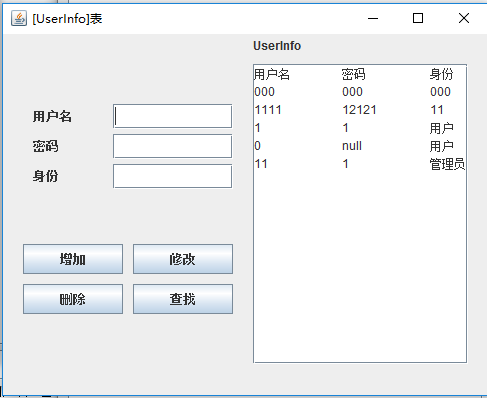 [UserInfo]表
UserInfo
用户名
密码
身份
增加 修改
删除 查找
用户名 密码 身份
000 000 000
1111 12121 11
1 1 用户
0 null 用户
11 1 管理员